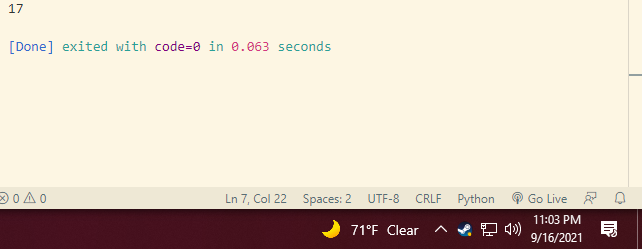 17
[Done] exited with code=0 in 0.063 seconds
0 0 Ln 7, Col 22 Spaces: 2 UTF-8 CRLF Python Go Live
71°F Clear 11:03 PM
9/16/2021